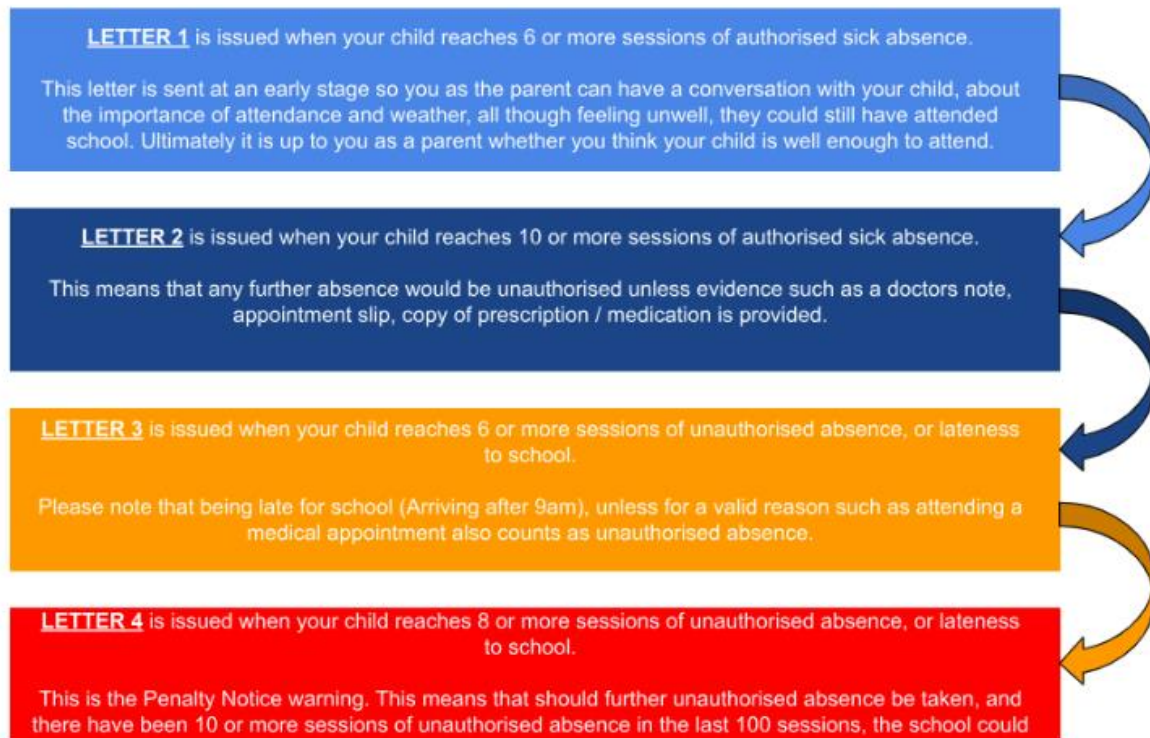 LETTER 1 is issued when your child reaches 6 or more sessions of authorised sick absence.
This letter is sent at an early stage so you as the parent can have a conversation with your child, about
the importance of attendance and weather, all though feeling unwell, they could still have attended
school. Ultimately it is up to you as a parent whether you think your child is well enough to attend.
LETTER 2 is issued when your child reaches 10 or more sessions of authorised sick absence.
This means that any further absence would be unauthorised unless evidence such as a doctors note,
appointment slip, copy of prescription / medication is provided.
LETTER 3 is issued when your child reaches 6 or more sessions of unauthorised absence, or lateness
to school.
Please note that being late for school (Arriving after 9am), unless for a valid reason such as attending a
medical appointment also counts as unauthorised absence.
LETTER 4 is issued when your child reaches 8 or more sessions of unauthorised absence, or lateness
to school.
This is the Penalty Notice warning. This means that should further unauthorised absence be taken, and
there have been 10 or more sessions of unauthorised absence in the last 100 sessions, the school could